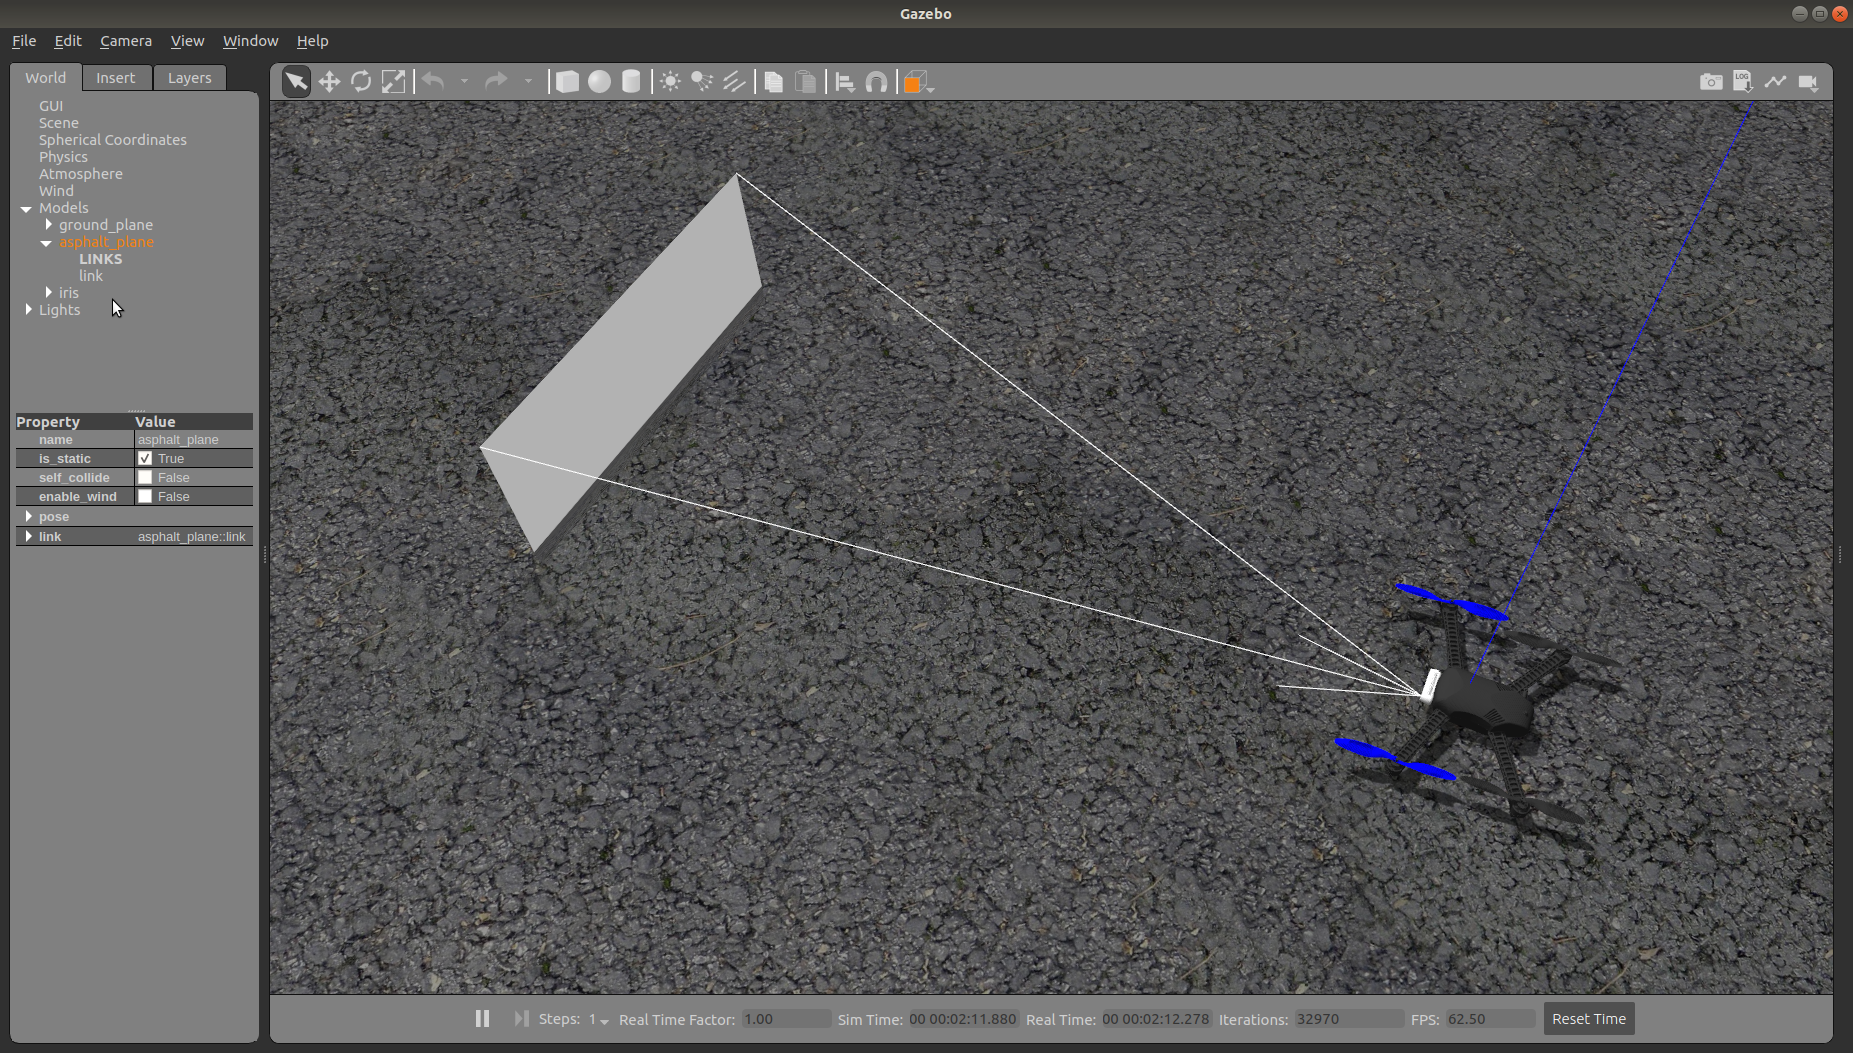 Gazebo
File Edit Camera View Window Help
World Insert Layers
GUI
Scene
Spherical Coordinates
Physics
Atmosphere
Wind
Models
ground_plane
asphalt_plane
LINKS
link
iris
Lights
Property Value
name asphalt_plane
is_static True
self_collide False
enable_wind False
pose
link asphalt_plane::link
LOG
Steps: 1 Real Time Factor: 1.00 Sim Time: 00 00:02:11.880 Real Time: 00 00:02:12.278 Iterations: 32970 FPS: 62.50 Reset Time